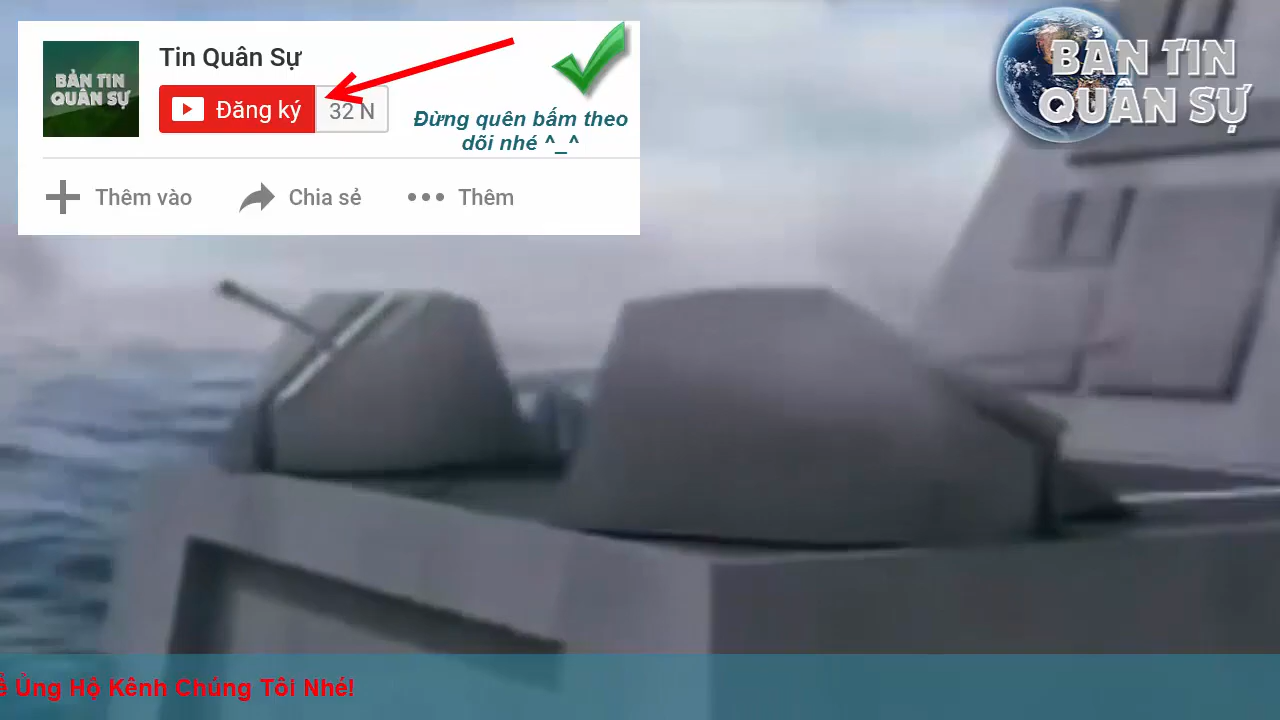 Tin Quân Sự
BẢN TIN
QUÂN SỰ
Đăng ký
32 N
Đừng quên bấm theo
dõi nhé ^_^
Thêm vào
Chia sẻ
Thêm
BẢN TIN
QUÂN SỰ
Ủng Hộ Kênh Chúng Tôi Nhé!